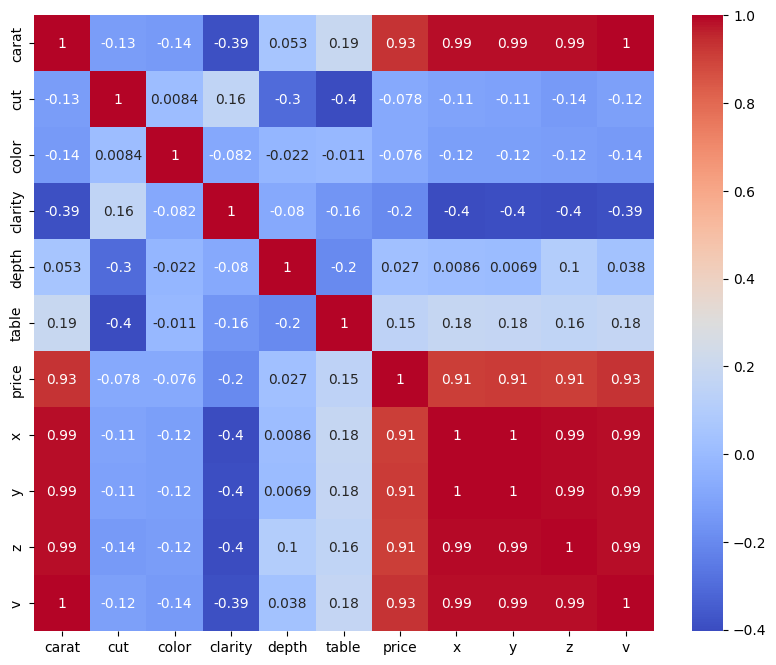 carat 1 -0.13 -0.14 -0.39 0.053 0.19 0.93 0.99 0.99 0.99 1
cut -0.13 1 0.0084 0.16 -0.3 -0.4 -0.078 -0.11 -0.11 -0.14 -0.12
color -0.14 0.0084 1 -0.082 -0.022 -0.011 -0.076 -0.12 -0.12 -0.12 -0.14
clarity -0.39 0.16 -0.082 1 -0.08 -0.16 -0.2 -0.4 -0.4 -0.4 -0.39
depth 0.053 -0.3 -0.022 -0.08 1 -0.2 0.027 0.0086 0.0069 0.1 0.038
table 0.19 -0.4 -0.011 -0.16 -0.2 1 0.15 0.18 0.18 0.16 0.18
price 0.93 -0.078 -0.076 -0.2 0.027 0.15 1 0.91 0.91 0.91 0.93
x 0.99 -0.11 -0.12 -0.4 0.0086 0.18 0.91 1 1 0.99 0.99
y 0.99 -0.11 -0.12 -0.4 0.0069 0.18 0.91 1 1 0.99 0.99
z 0.99 -0.14 -0.12 -0.4 0.1 0.16 0.91 0.99 0.99 1 0.99
v 1 -0.12 -0.14 -0.39 0.038 0.18 0.93 0.99 0.99 0.99 1
carat cut color clarity depth table price x y z v
1.0
0.8
0.6
0.4
0.2
0.0
−0.2
−0.4